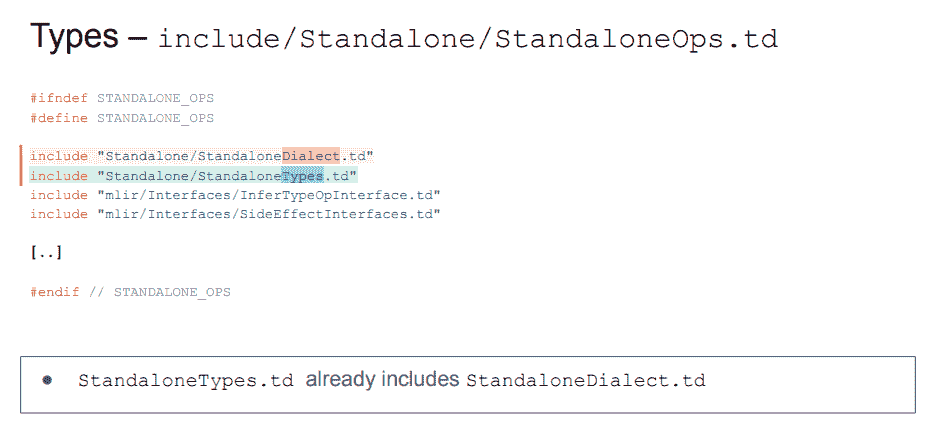 Types – include/Standalone/StandaloneOps.td
#ifndef STANDALONE_OPS
#define STANDALONE_OPS
include "Standalone/StandaloneDialect.td"
include "Standalone/StandaloneTypes.td"
include "mlir/Interfaces/InferTypeOpInterface.td"
include "mlir/Interfaces/SideEffectInterfaces.td"
[..]
#endif // STANDALONE_OPS
● StandaloneTypes.td already includes StandaloneDialect.td